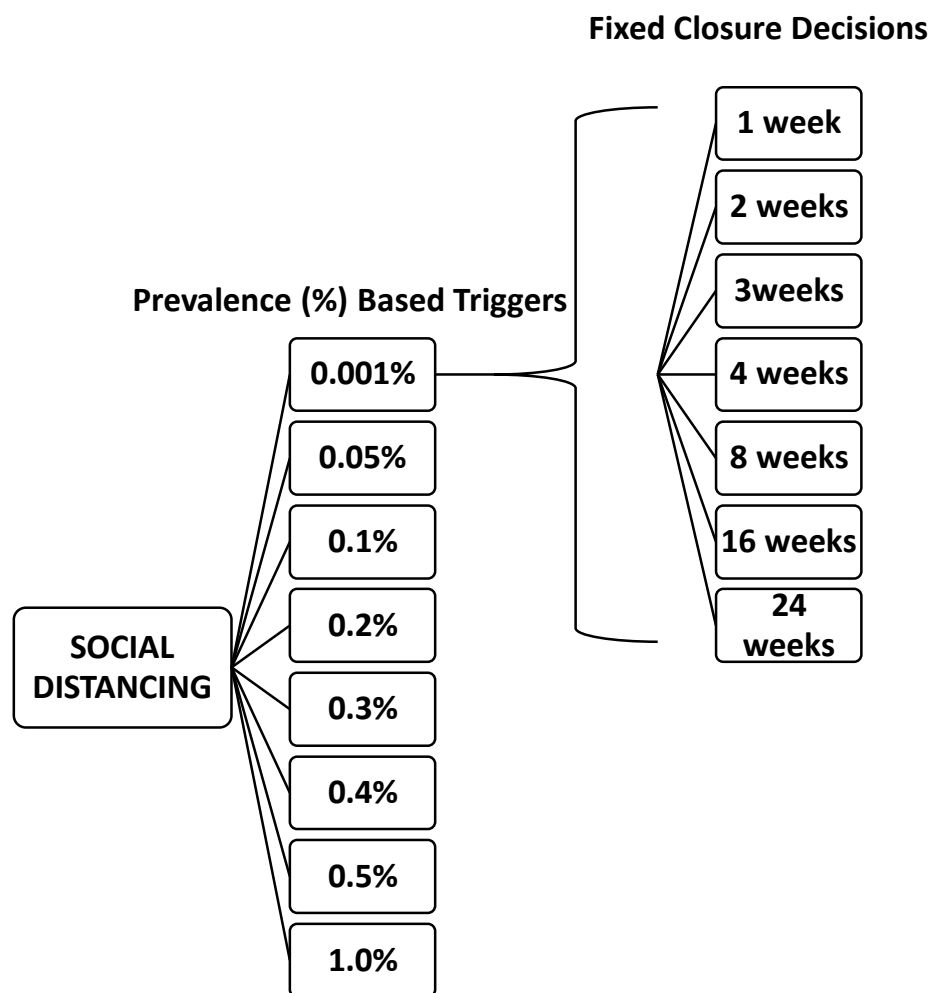 Fixed Closure Decisions
1 week
2 weeks
3weeks
4 weeks
8 weeks
16 weeks
24
weeks
Prevalence (%) Based Triggers
0.001%
0.05%
0.1%
0.2%
0.3%
0.4%
0.5%
1.0%
SOCIAL
DISTANCING